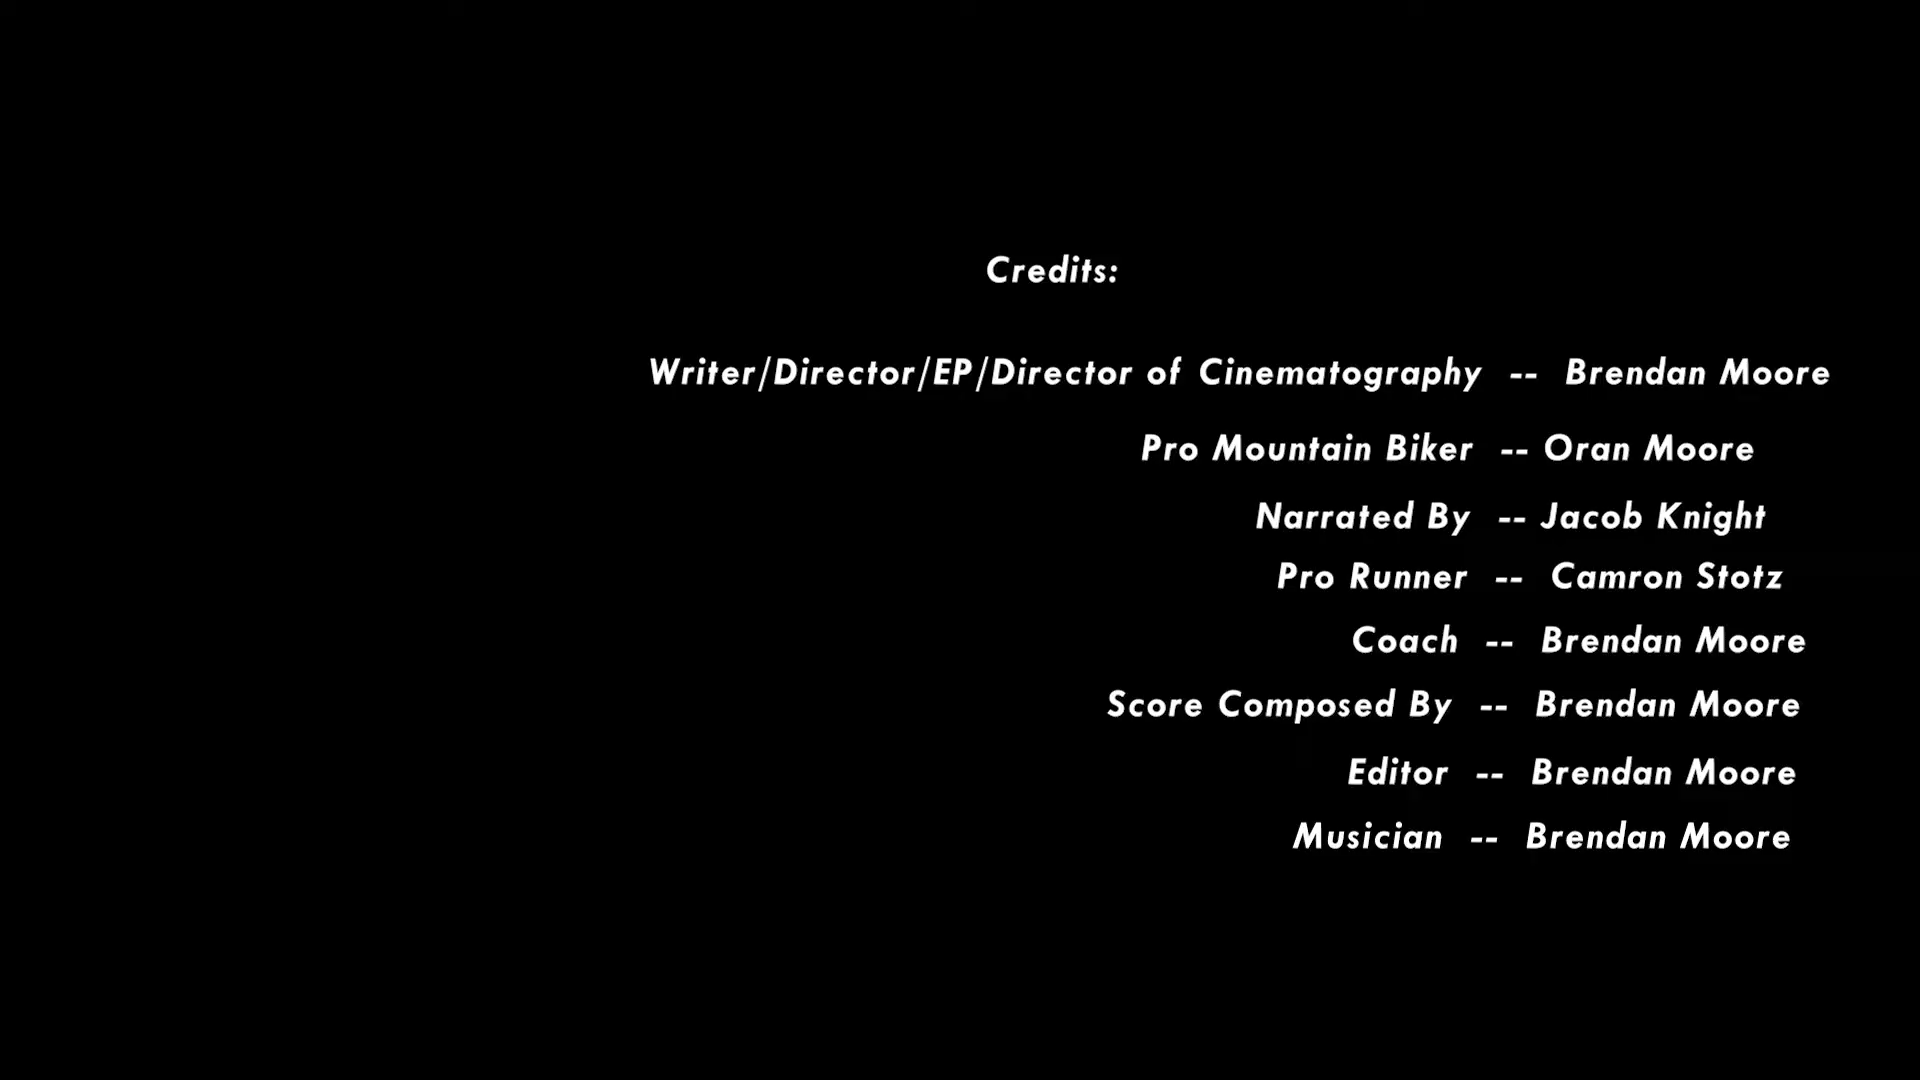 Credits:
Writer/Director/EP/Director of Cinematography -- Brendan Moore
Pro Mountain Biker -- Oran Moore
Narrated By -- Jacob Knight
Pro Runner -- Camron Stotz
Coach -- Brendan Moore
Score Composed By -- Brendan Moore
Editor -- Brendan Moore
Musician -- Brendan Moore